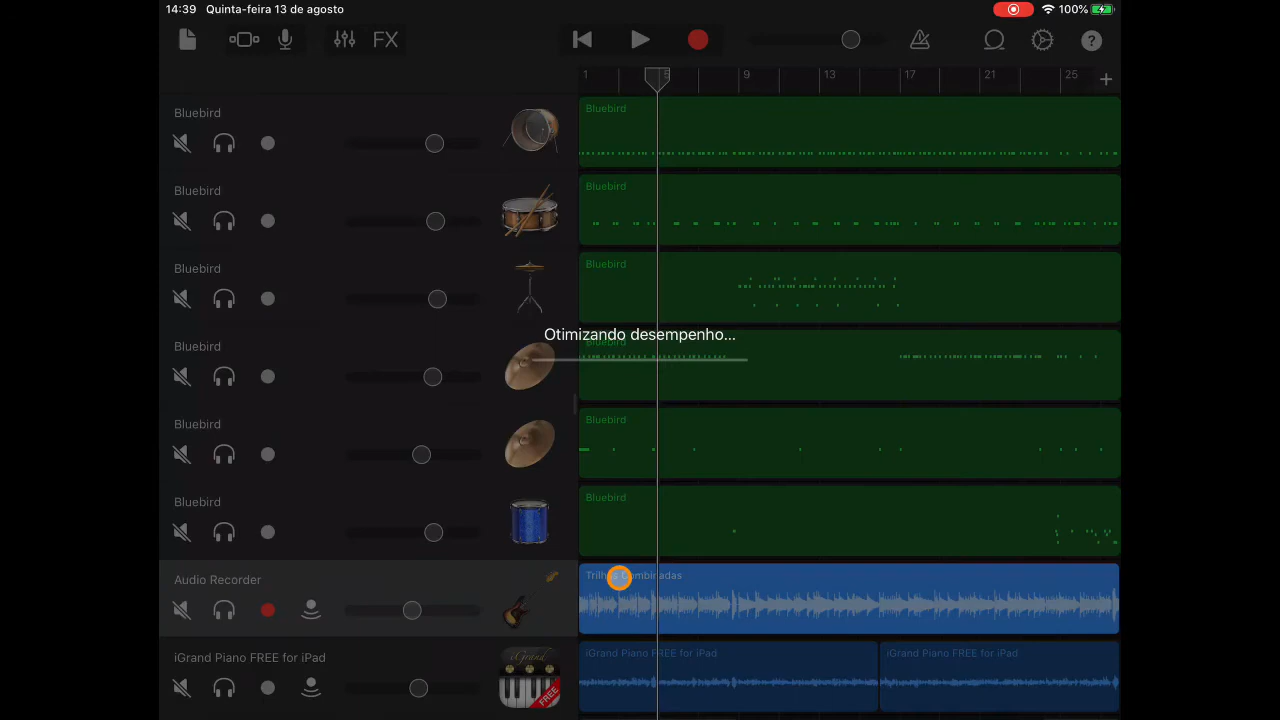 14:39 Quinta-feira 13 de agosto
100%
FX
?
1 5 9 13 17 21 25 +
Bluebird
Bluebird
Bluebird
Bluebird
Bluebird
Bluebird
Bluebird
Bluebird
Otimizando desempenho...
Bluebird
Bluebird
Bluebird
Bluebird
Bluebird
Audio Recorder
iGrand Piano FREE for iPad
iGrand
FREE
iGrand Piano FREE for iPad
iGrand Piano FREE for iPad